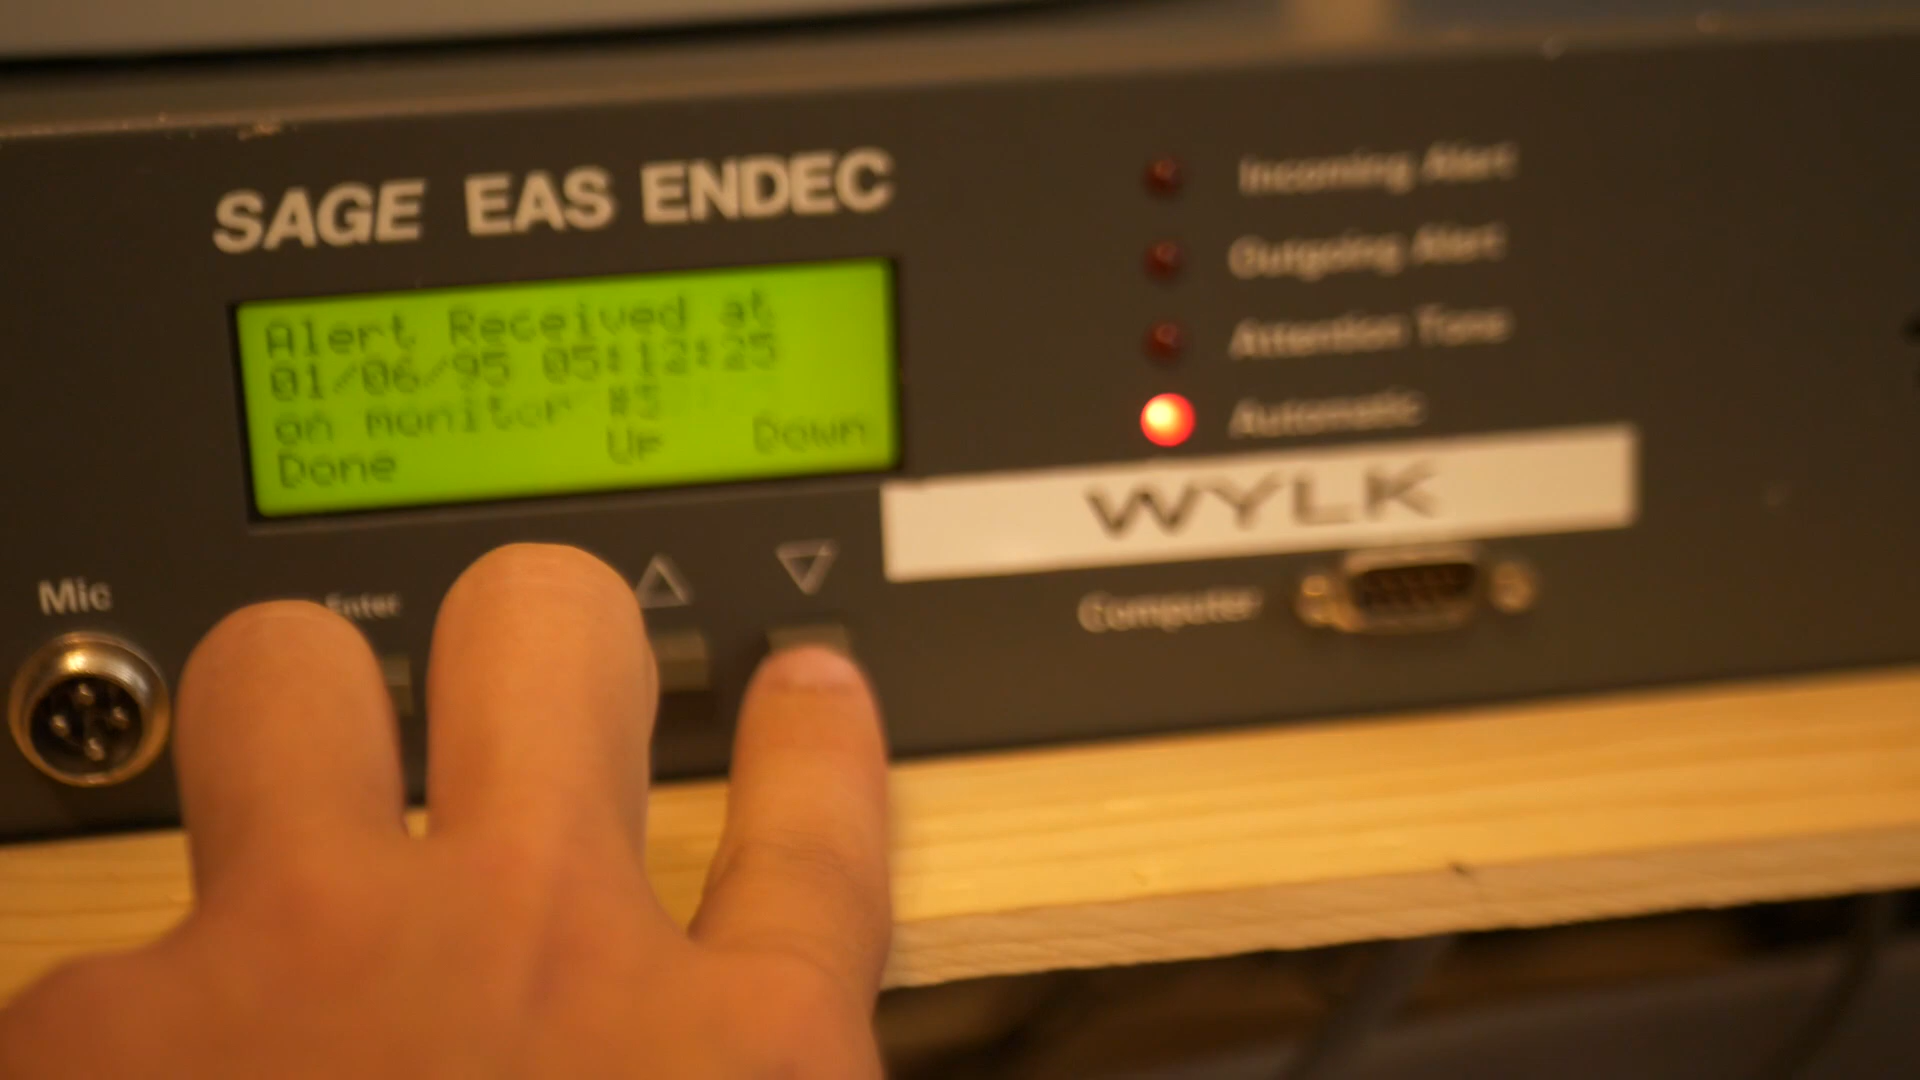 SAGE EAS ENDEC
Alert Received at
01/06/95 05:12:25
on monitor #3
Done Up Down
Incoming Alert
Outgoing Alert
Attention Tone
Automatic
WYLK
Mic
Enter
Computer